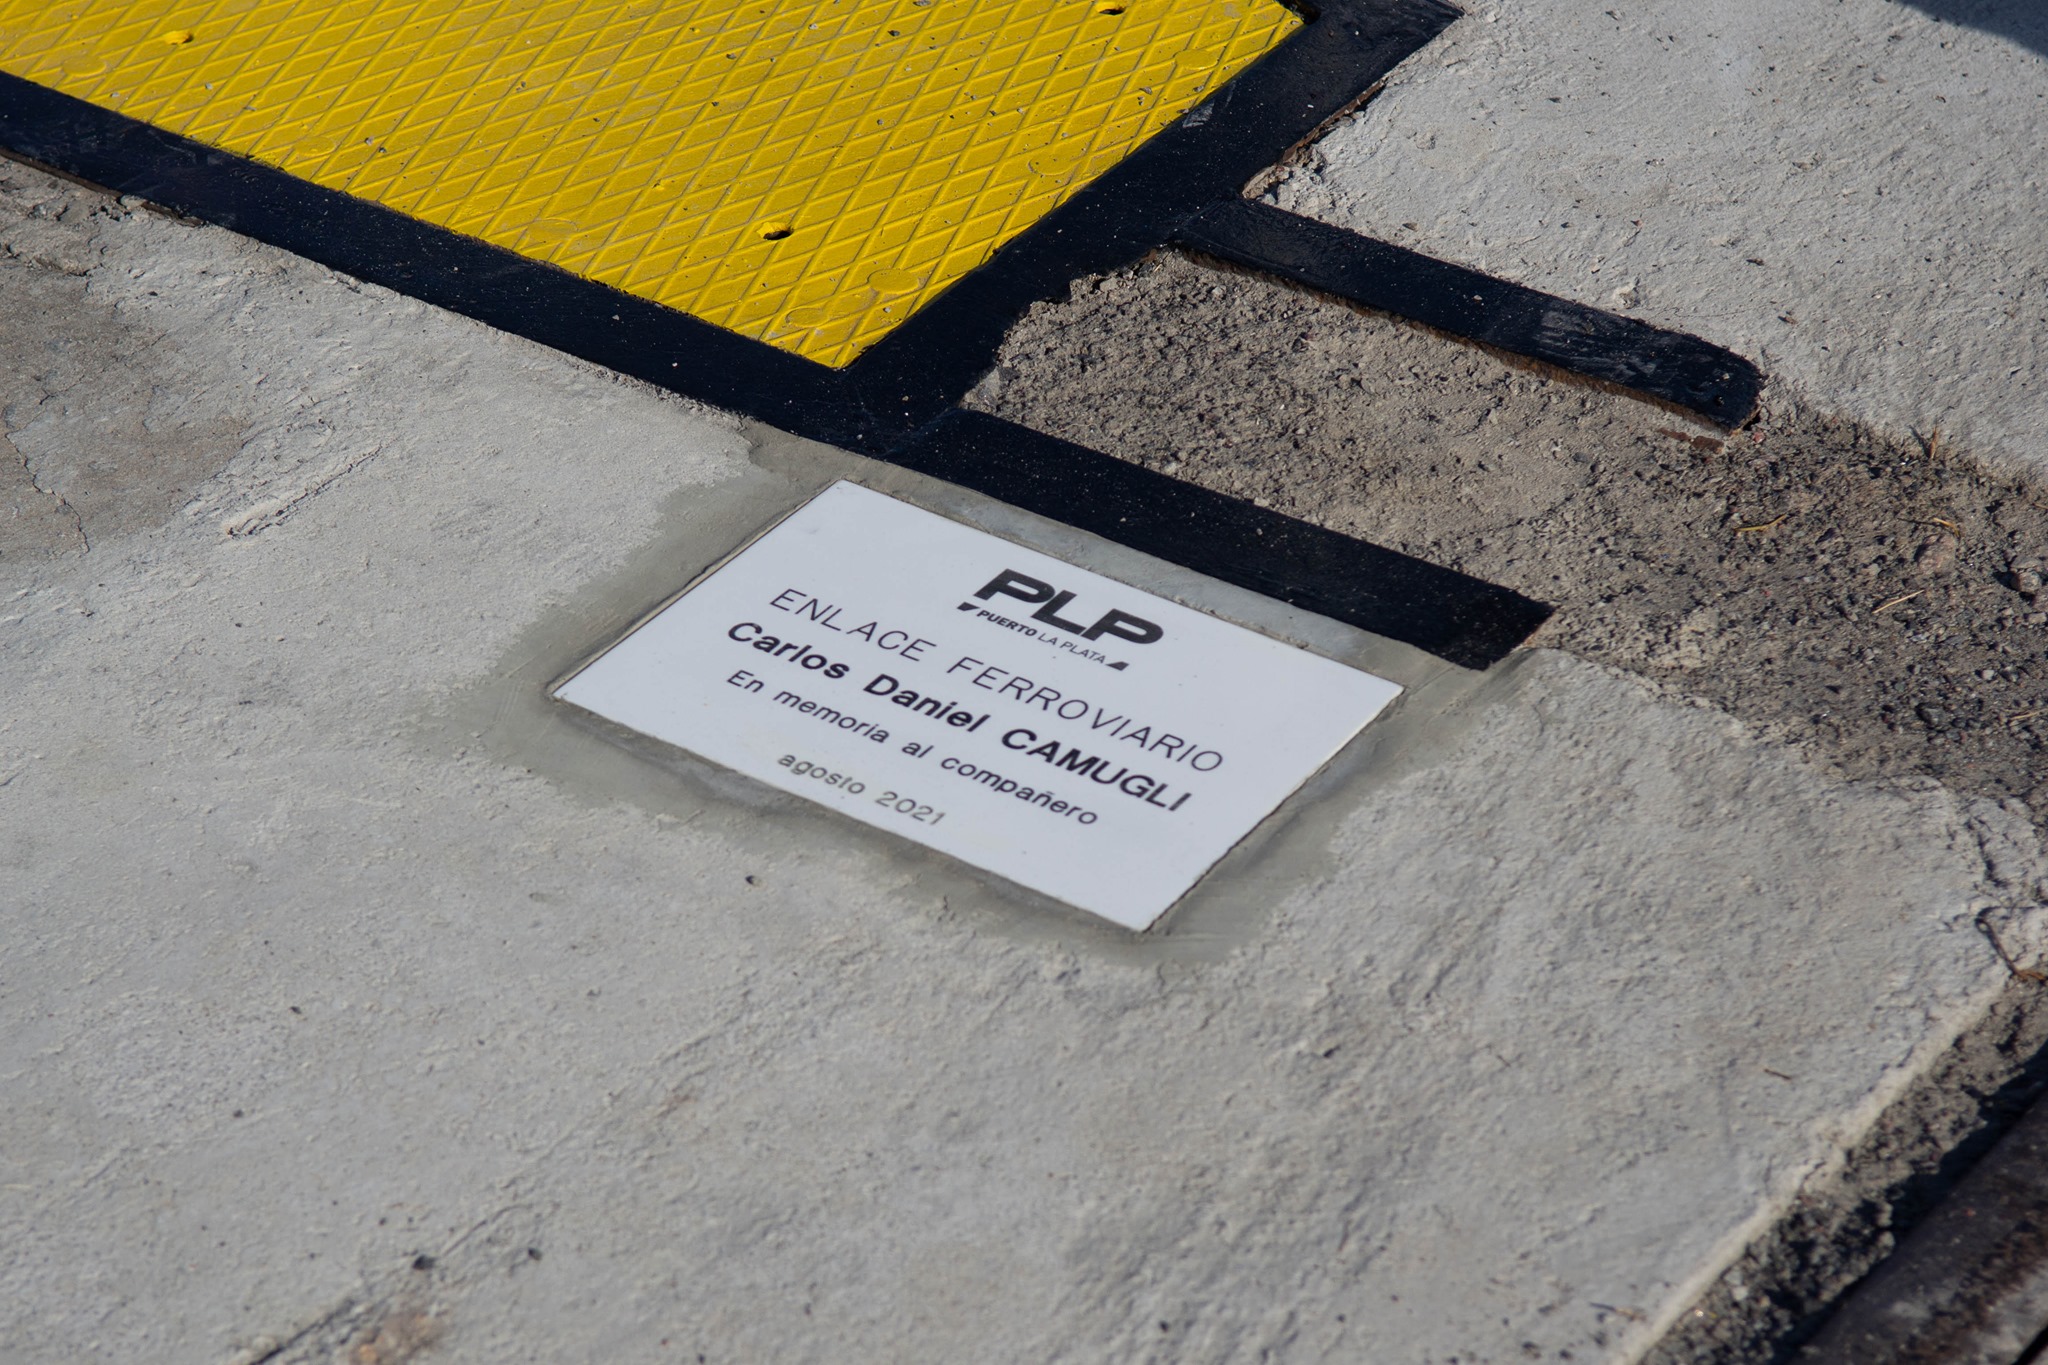 PLP
PUERTO LA PLATA
ENLACE FERROVIARIO
Carlos Daniel CAMUGLI
En memoria al compañero
agosto 2021